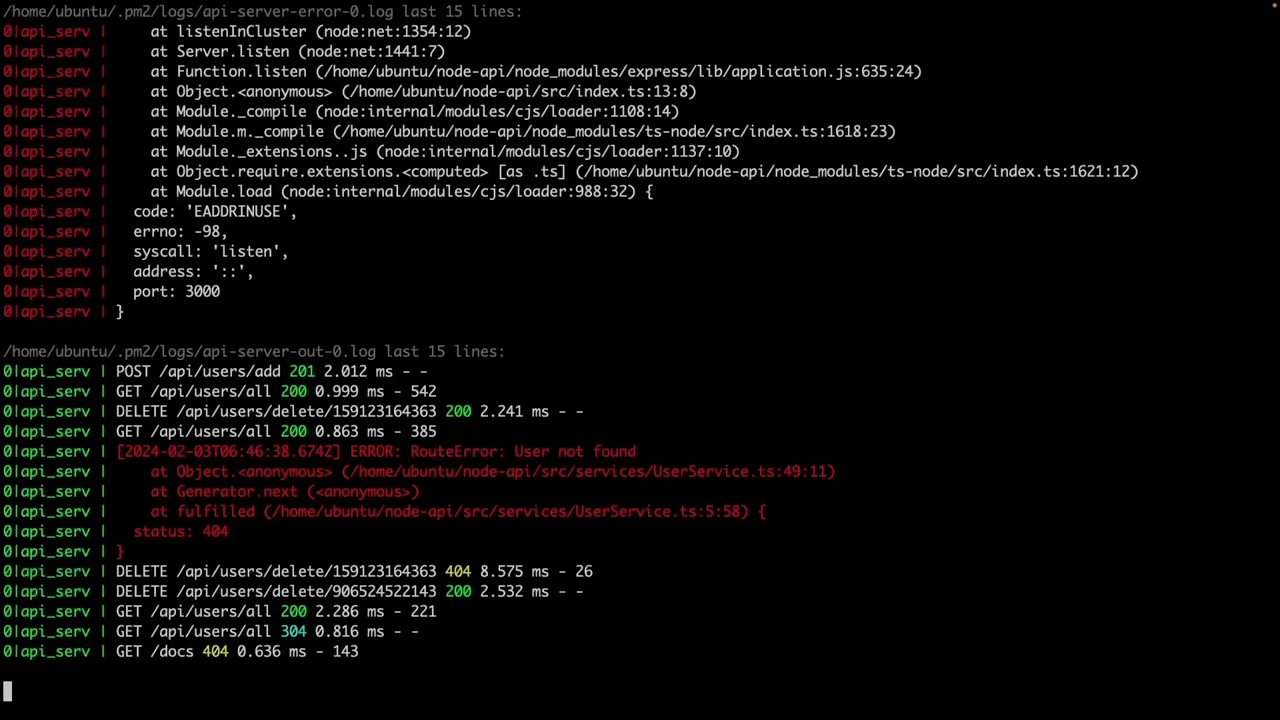 /home/ubuntu/.pm2/logs/api-server-error-0.log last 15 lines:
0|api_serv |     at listenInCluster (node:net:1354:12)
0|api_serv |     at Server.listen (node:net:1441:7)
0|api_serv |     at Function.listen (/home/ubuntu/node-api/node_modules/express/lib/application.js:635:24)
0|api_serv |     at Object.<anonymous> (/home/ubuntu/node-api/src/index.ts:13:8)
0|api_serv |     at Module._compile (node:internal/modules/cjs/loader:1108:14)
0|api_serv |     at Module.m._compile (/home/ubuntu/node-api/node_modules/ts-node/src/index.ts:1618:23)
0|api_serv |     at Module._extensions..js (node:internal/modules/cjs/loader:1137:10)
0|api_serv |     at Object.require.extensions.<computed> [as .ts] (/home/ubuntu/node-api/node_modules/ts-node/src/index.ts:1621:12)
0|api_serv |     at Module.load (node:internal/modules/cjs/loader:988:32) {
0|api_serv |   code: 'EADDRINUSE',
0|api_serv |   errno: -98,
0|api_serv |   syscall: 'listen',
0|api_serv |   address: '::',
0|api_serv |   port: 3000
0|api_serv | }
/home/ubuntu/.pm2/logs/api-server-out-0.log last 15 lines:
0|api_serv | POST /api/users/add 201 2.012 ms - -
0|api_serv | GET /api/users/all 200 0.999 ms - 542
0|api_serv | DELETE /api/users/delete/159123164363 200 2.241 ms - -
0|api_serv | GET /api/users/all 200 0.863 ms - 385
0|api_serv | [2024-02-03T06:46:38.674Z] ERROR: RouteError: User not found
0|api_serv |     at Object.<anonymous> (/home/ubuntu/node-api/src/services/UserService.ts:49:11)
0|api_serv |     at Generator.next (<anonymous>)
0|api_serv |     at fulfilled (/home/ubuntu/node-api/src/services/UserService.ts:5:58) {
0|api_serv |   status: 404
0|api_serv | }
0|api_serv | DELETE /api/users/delete/159123164363 404 8.575 ms - 26
0|api_serv | DELETE /api/users/delete/906524522143 200 2.532 ms - -
0|api_serv | GET /api/users/all 200 2.286 ms - 221
0|api_serv | GET /api/users/all 304 0.816 ms - -
0|api_serv | GET /docs 404 0.636 ms - 143